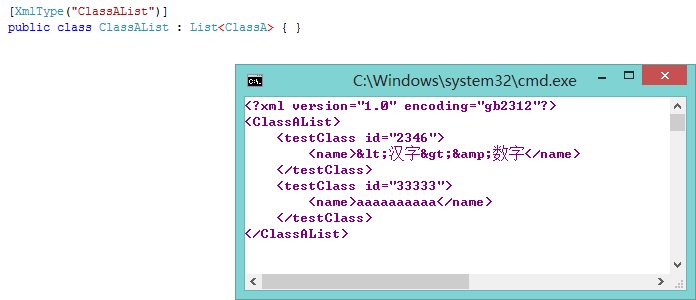 [XmlType("ClassAList")]
public class ClassAList : List<ClassA> { }
C:\Windows\system32\cmd.exe
<?xml version="1.0" encoding="gb2312"?>
<ClassAList>
    <testClass id="2346">
        <name>&lt;汉字&gt;&amp;数字</name>
    </testClass>
    <testClass id="33333">
        <name>aaaaaaaaaa</name>
    </testClass>
</ClassAList>